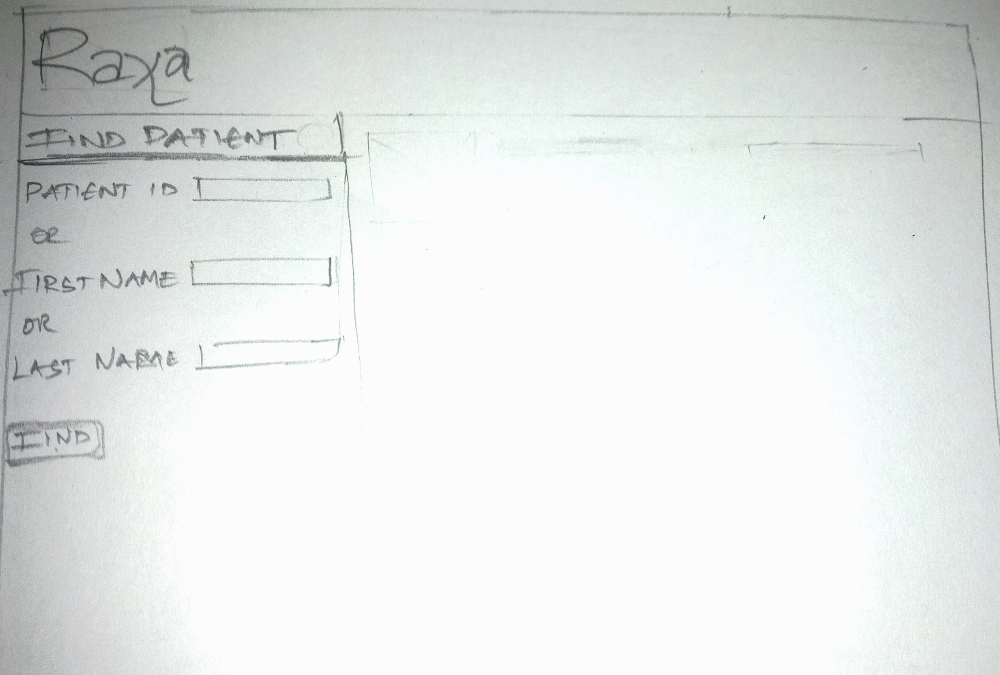 Raxa
FIND PATIENT
PATIENT ID
OR
FIRST NAME
OR
LAST NAME
FIND